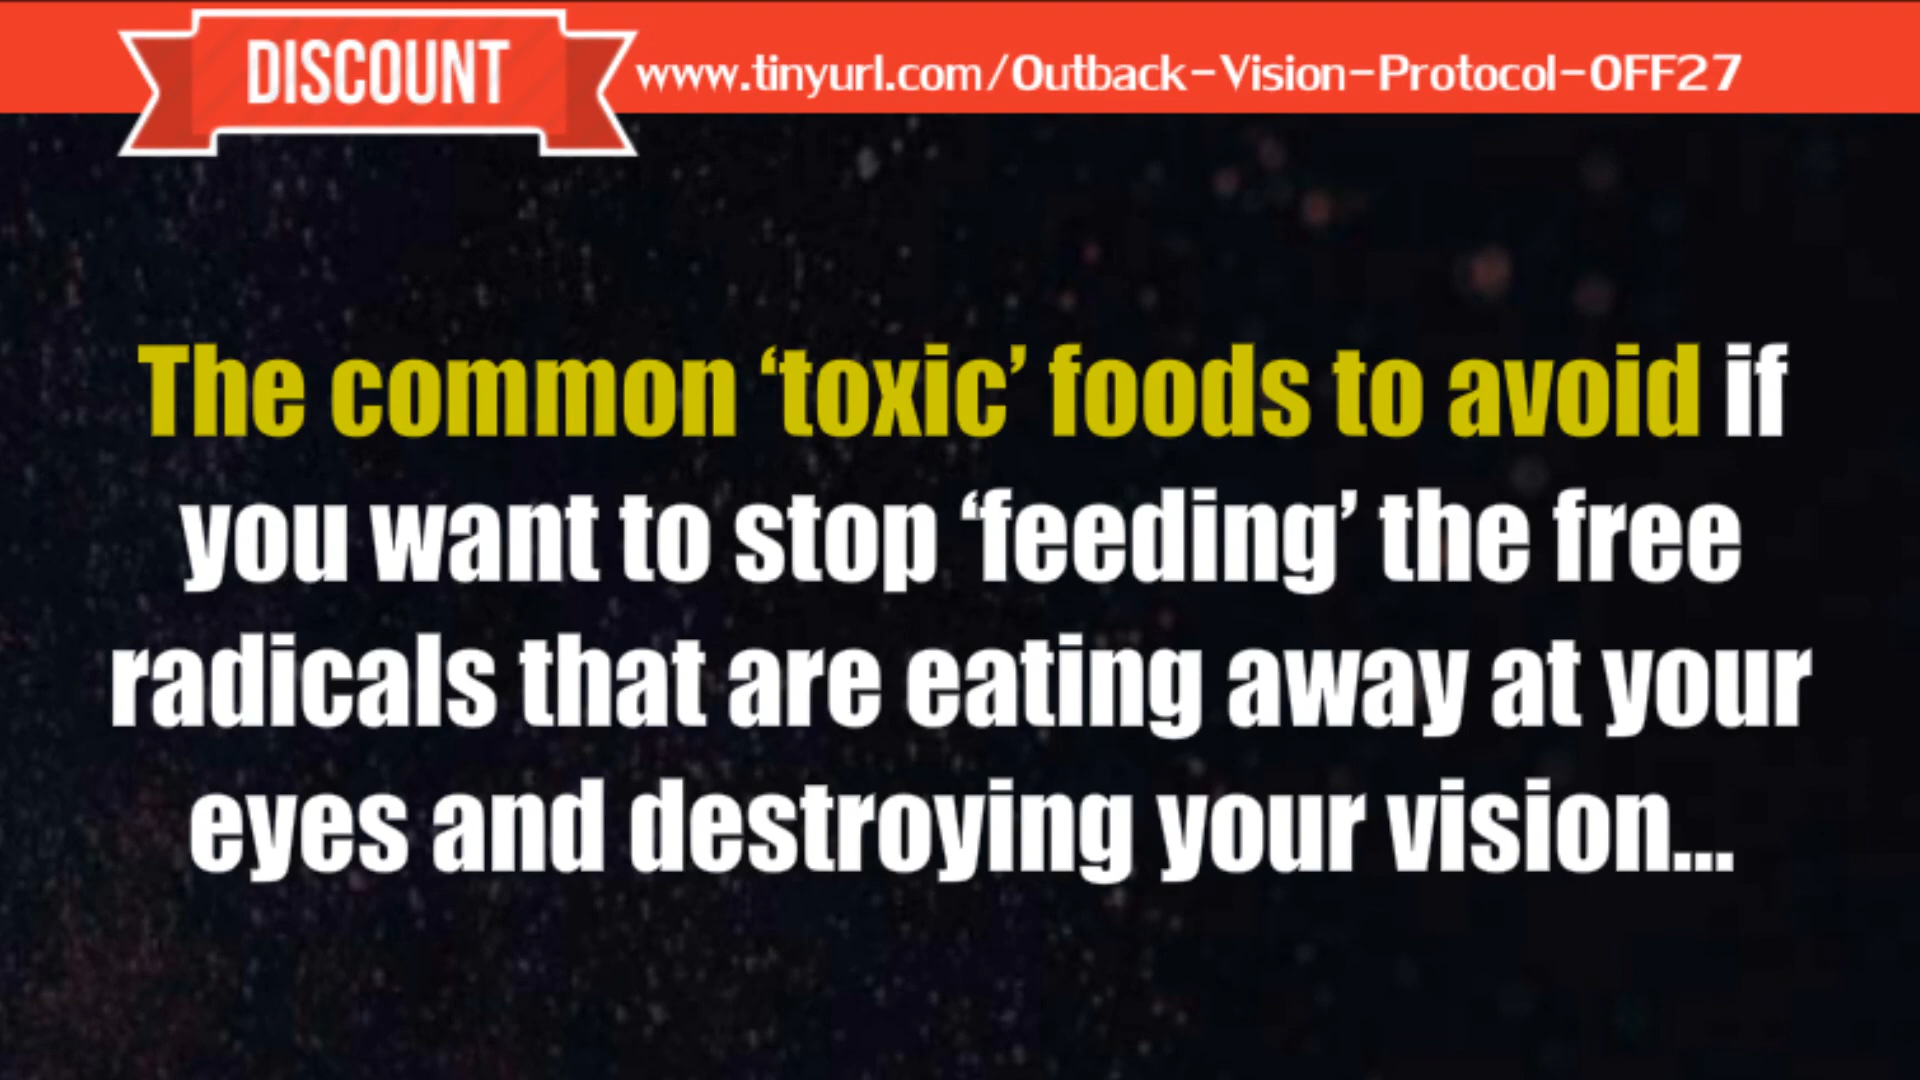 DISCOUNT www.tinyurl.com/Outback-Vision-Protocol-OFF27
The common ‘toxic’ foods to avoid if
you want to stop ‘feeding’ the free
radicals that are eating away at your
eyes and destroying your vision...